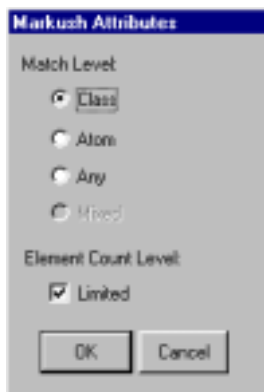 Markush Attributes
Match Level:
Class
Atom
Any
Mixed
Element Count Level:
Limited
OK Cancel